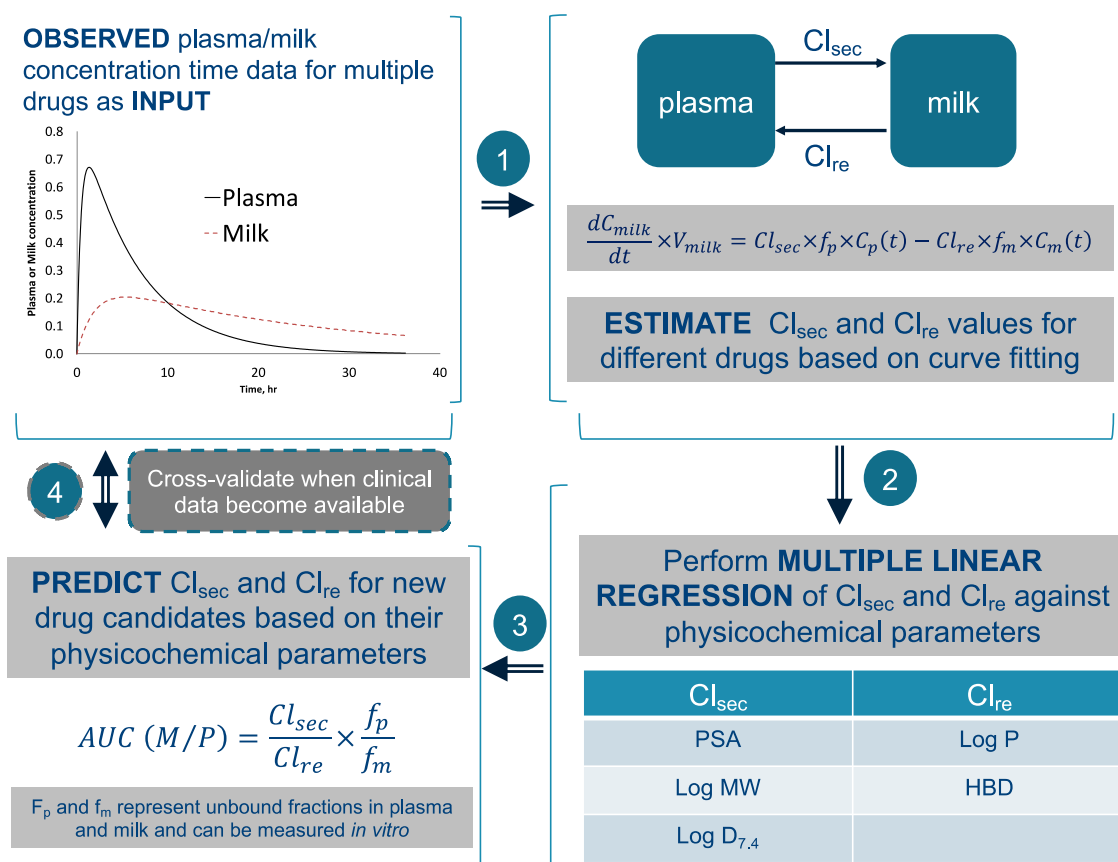 OBSERVED plasma/milk
concentration time data for multiple
drugs as INPUT
Plasma or Milk concentration
0.8
0.7
0.6
0.5
0.4
0.3
0.2
0.1
0.0
0
10
20
30
40
Time, hr
Plasma
Milk
1
plasma
milk
Cl_sec
Cl_re
dC_milk/dt × V_milk = Cl_sec × f_p × C_p(t) − Cl_re × f_m × C_m(t)
ESTIMATE Cl_sec and Cl_re values for
different drugs based on curve fitting
2
Perform MULTIPLE LINEAR
REGRESSION of Cl_sec and Cl_re against
physicochemical parameters
Cl_sec Cl_re
PSA Log P
Log MW HBD
Log D_7.4
3
PREDICT Cl_sec and Cl_re for new
drug candidates based on their
physicochemical parameters
AUC (M/P) = Cl_sec/Cl_re × f_p/f_m
F_p and f_m represent unbound fractions in plasma
and milk and can be measured in vitro
4
Cross-validate when clinical
data become available